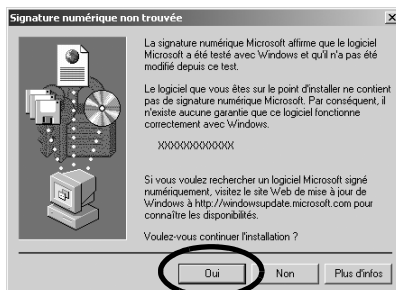 Signature numérique non trouvée
La signature numérique Microsoft affirme que le logiciel
Microsoft a été testé avec Windows et qu'il n'a pas été
modifié depuis ce test.
Le logiciel que vous êtes sur le point d'installer ne contient
pas de signature numérique Microsoft. Par conséquent, il
n'existe aucune garantie que ce logiciel fonctionne
correctement avec Windows.
XXXXXXXXXXXXX
Si vous voulez rechercher un logiciel Microsoft signé
numériquement, visitez le site Web de mise à jour de
Windows à http://windowsupdate.microsoft.com pour
connaître les disponibilités.
Voulez-vous continuer l'installation ?
Oui Non Plus d'infos